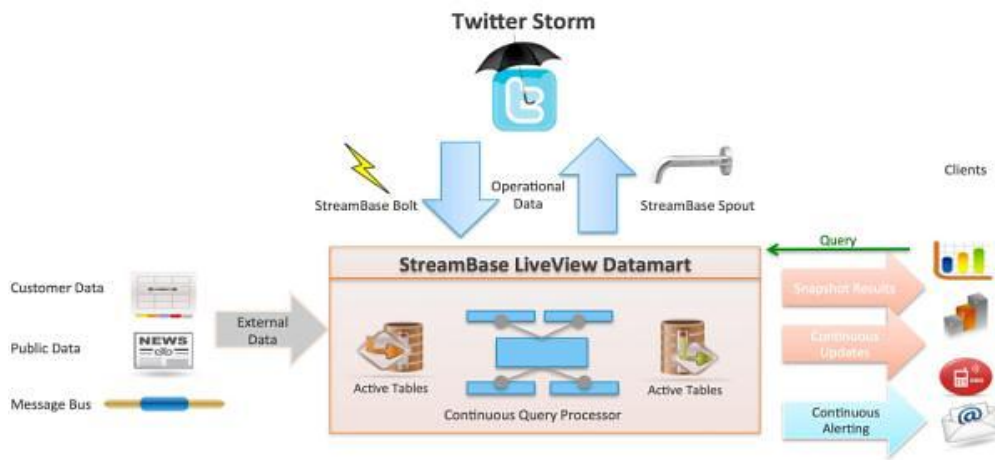 Twitter Storm
StreamBase Bolt
Operational
Data
StreamBase Spout
Clients
Query
StreamBase LiveView Datamart
Customer Data
Public Data
Message Bus
NEWS
External
Data
Active Tables
Continuous Query Processor
Active Tables
Snapshot Results
Continuous
Updates
Continuous
Alerting
@